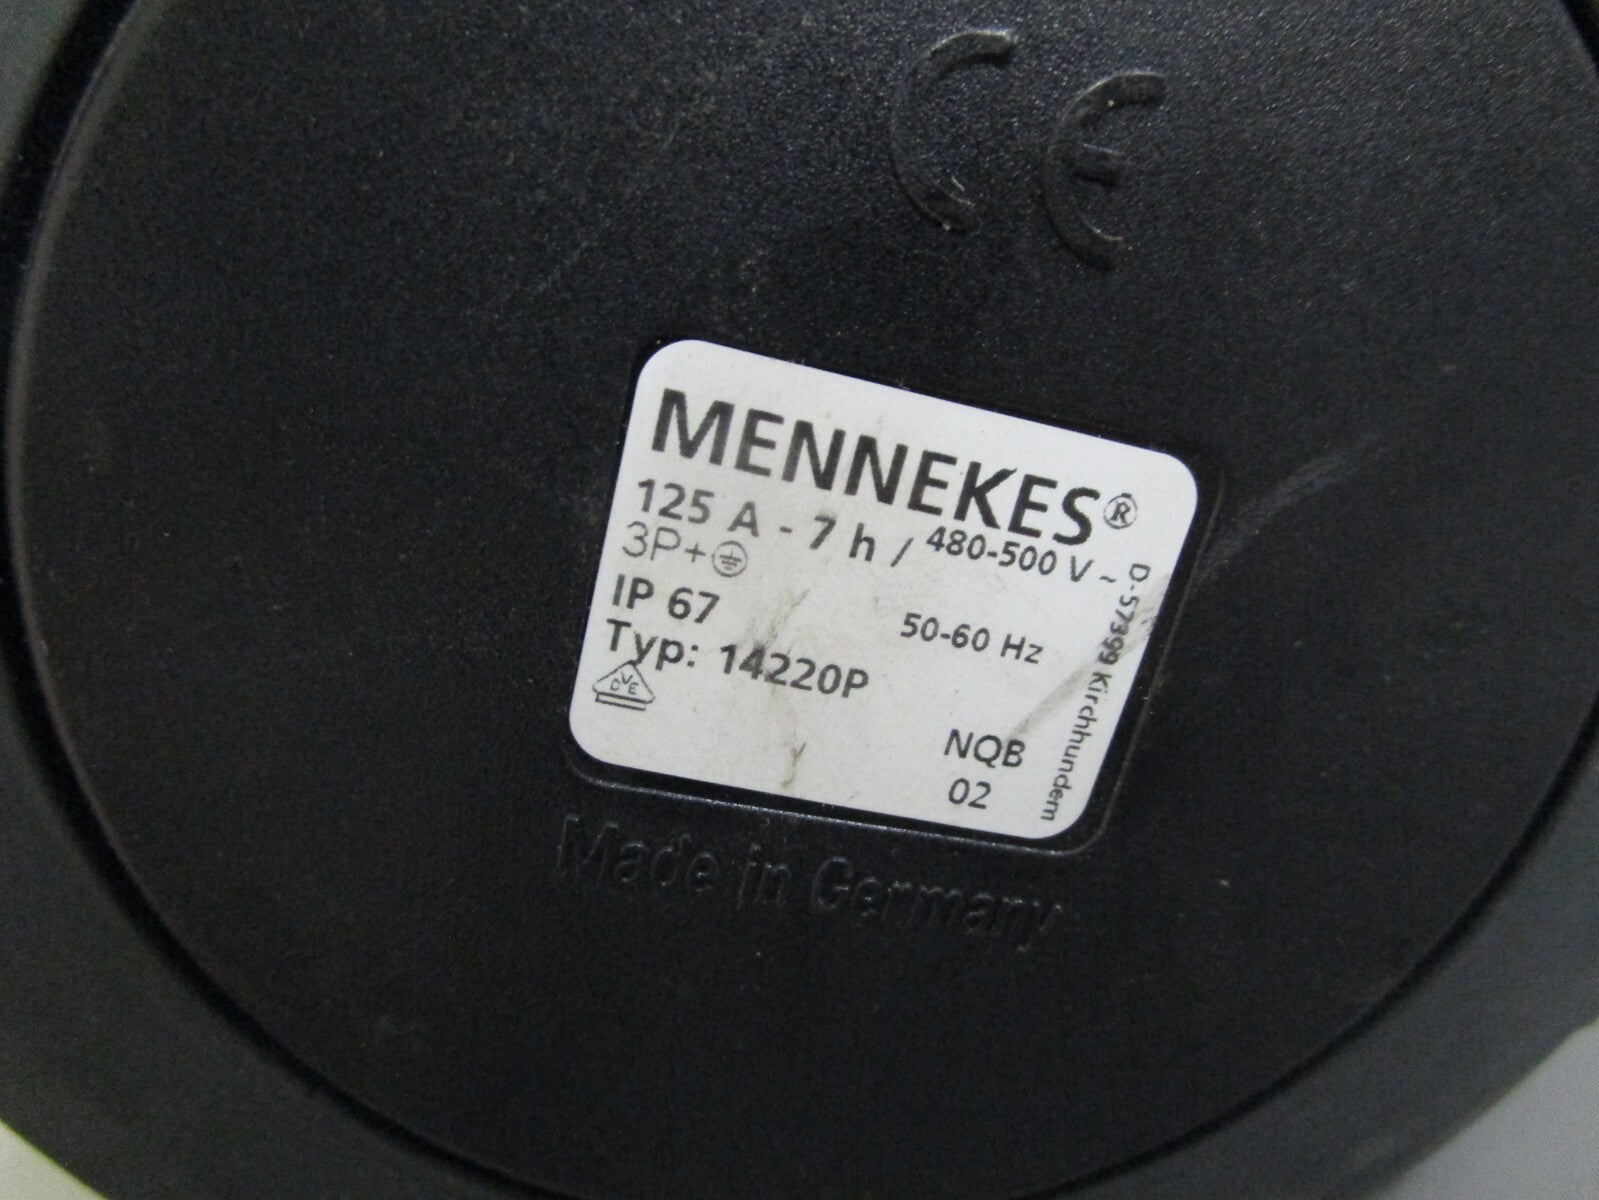 CE
MENNEKES®
125 A - 7 h / 480-500 V ~
3P+⏚
50-60 Hz
IP 67
Typ: 14220P
DVE
NQB
02
D-57399 Kirchhundem
Made in Germany